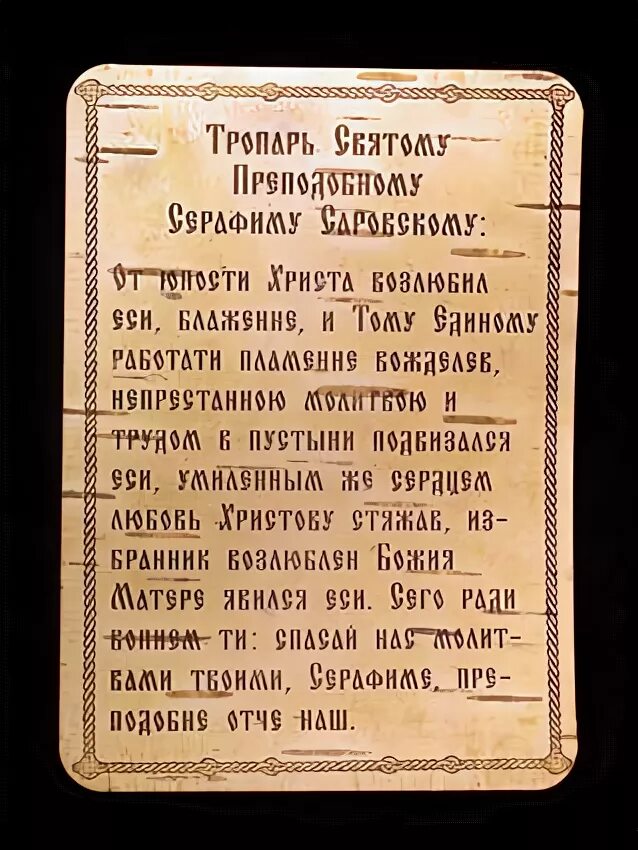 Тропарь Святому
Преподобному
Серафиму Саровскому:
От юности Христа возлюбил
еси, блаженне, и Тому Единому
работати пламенне вожделев,
непрестанною молитвою и
трудом в пустыни подвизался
еси, умиленным же сердцем
любовь Христову стяжав, из-
бранник возлюблен Божия
Матере явился еси. Сего ради
вопием ти: спасай нас молит-
вами твоими, Серафиме, пре-
подобне отче наш.